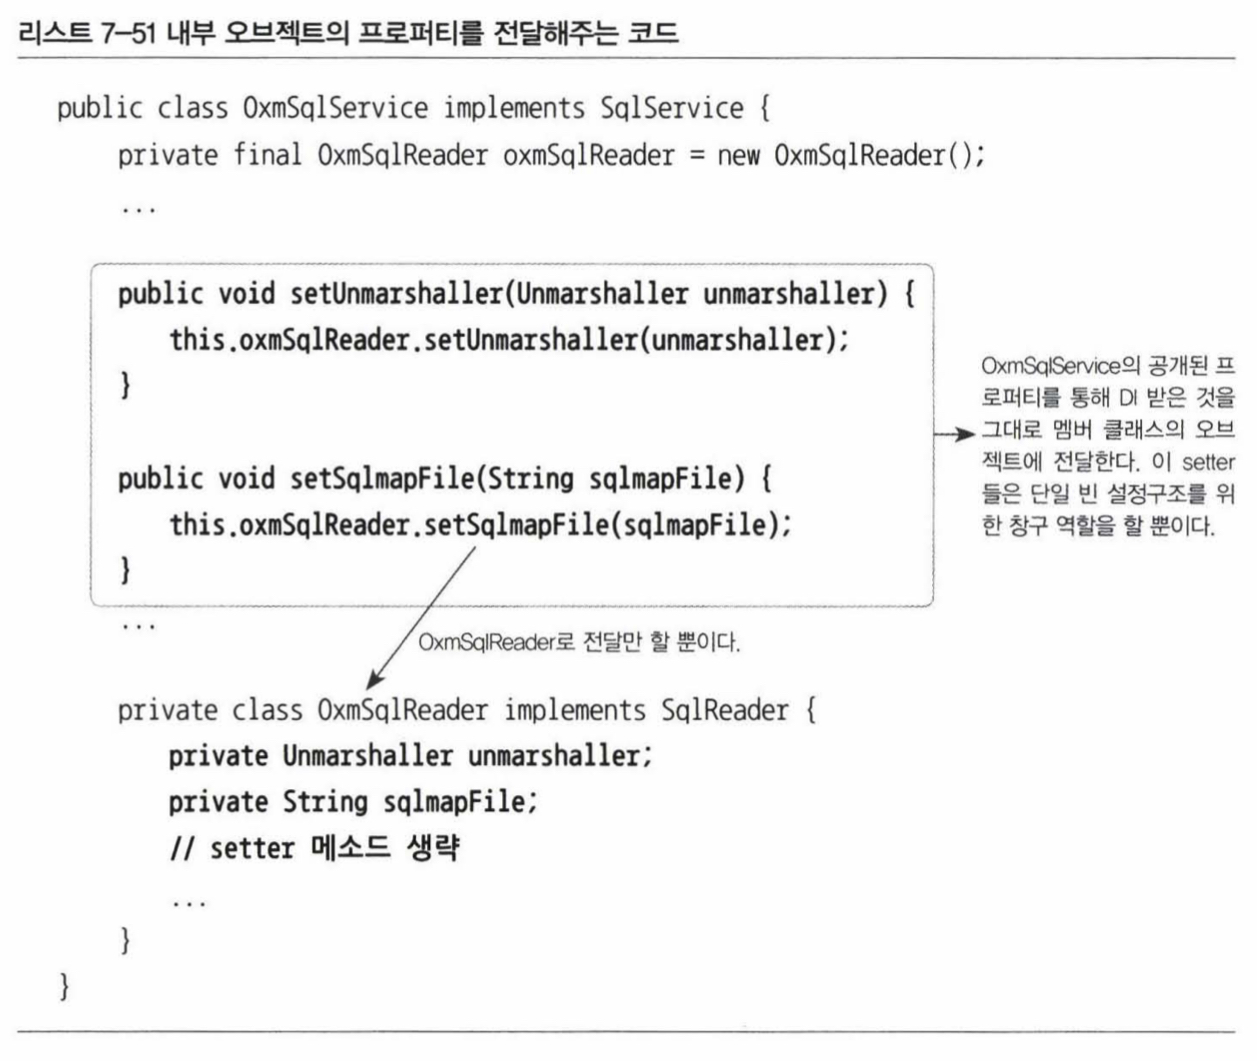 리스트 7–51 내부 오브젝트의 프로퍼티를 전달해주는 코드
public class OxmSqlService implements SqlService {
private final OxmSqlReader oxmSqlReader = new OxmSqlReader();
...
public void setUnmarshaller(Unmarshaller unmarshaller) {
this.oxmSqlReader.setUnmarshaller(unmarshaller);
}
public void setSqlmapFile(String sqlmapFile) {
this.oxmSqlReader.setSqlmapFile(sqlmapFile);
}
OxmSqlService의 공개된 프
로퍼티를 통해 DI 받은 것을
그대로 멤버 클래스의 오브
젝트에 전달한다. 이 setter
들은 단일 빈 설정구조를 위
한 창구 역할을 할 뿐이다.
...
OxmSqlReader로 전달만 할 뿐이다.
private class OxmSqlReader implements SqlReader {
private Unmarshaller unmarshaller;
private String sqlmapFile;
// setter 메소드 생략
...
}
}